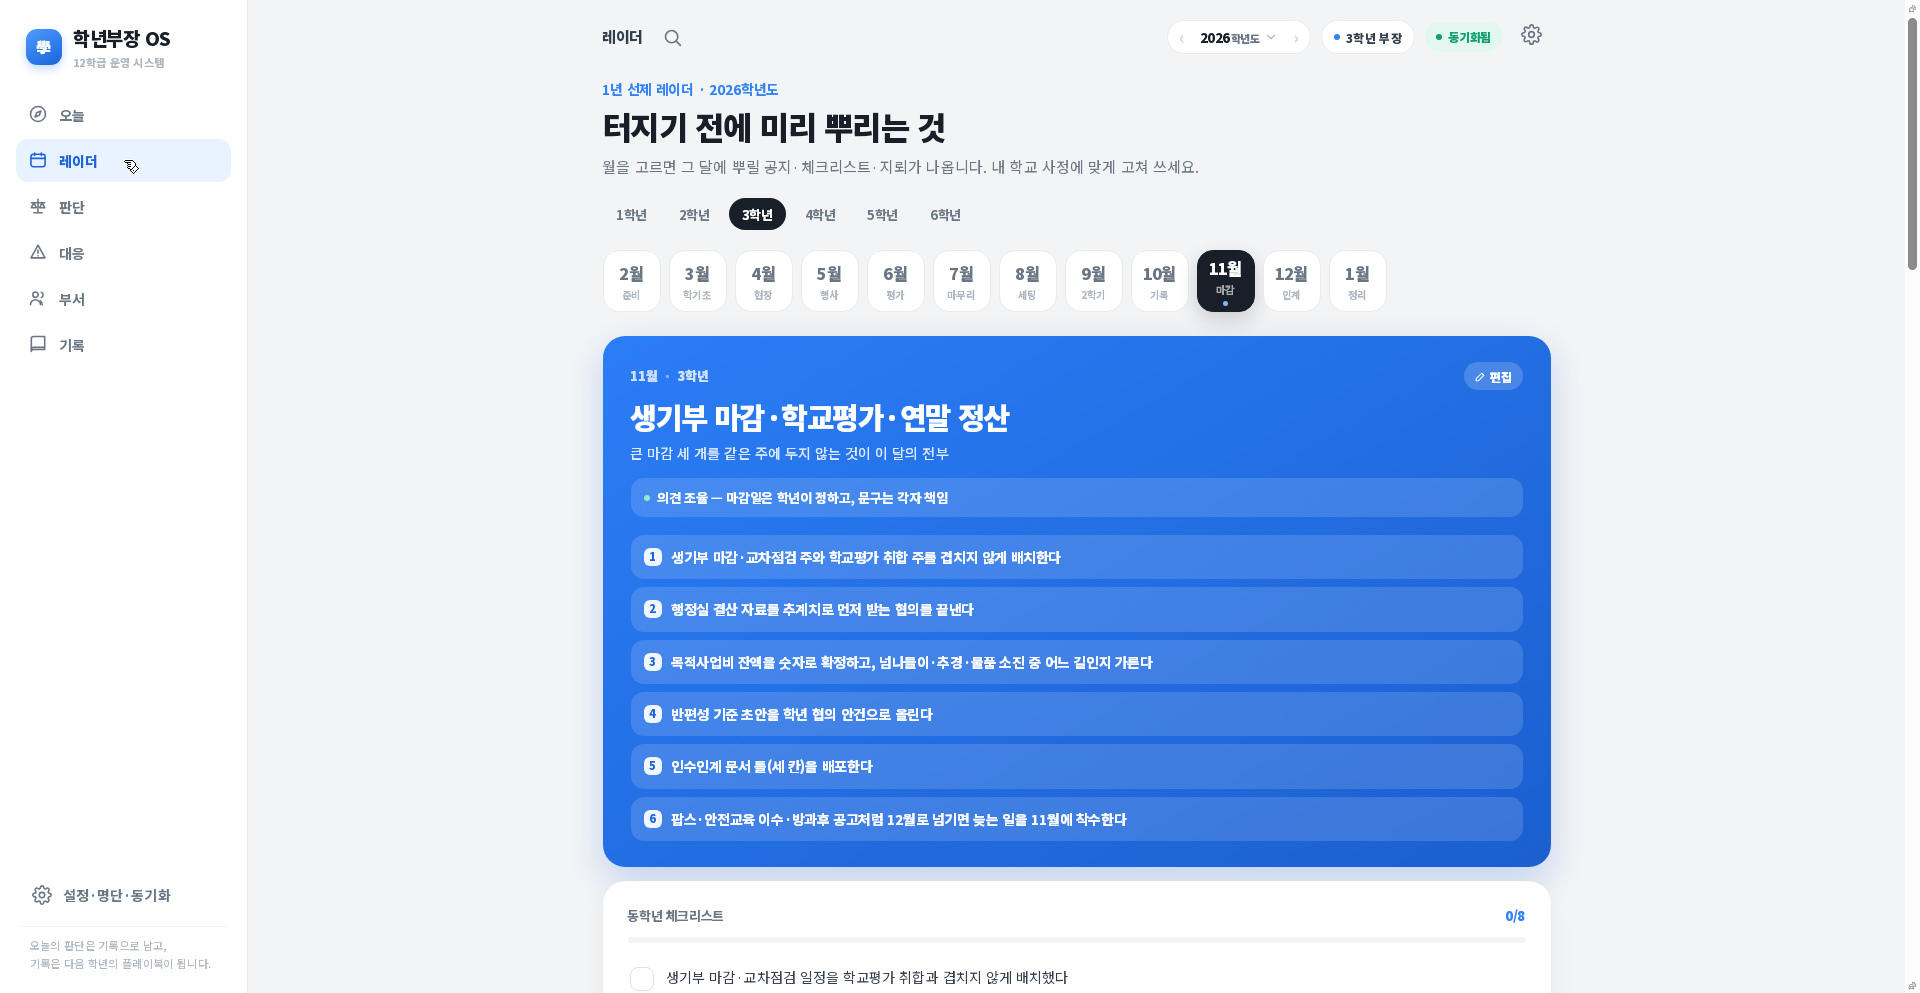 學
학년부장 OS
12학급 운영 시스템
오늘
레이더
판단
대응
부서
기록
설정·명단·동기화
오늘의 판단은 기록으로 남고,
기록은 다음 학년의 플레이북이 됩니다.
레이더
‹ 2026학년도 ›
3학년 부장
동기화됨
1년 선제 레이더 · 2026학년도
터지기 전에 미리 뿌리는 것
월을 고르면 그 달에 뿌릴 공지·체크리스트·지뢰가 나옵니다. 내 학교 사정에 맞게 고쳐 쓰세요.
1학년 2학년 3학년 4학년 5학년 6학년
2월 3월 4월 5월 6월 7월 8월 9월 10월 11월 12월 1월
준비 학기초 현장 행사 평가 마무리 세팅 2학기 기록 마감 인계 정리
11월 · 3학년
편집
생기부 마감·학교평가·연말 정산
큰 마감 세 개를 같은 주에 두지 않는 것이 이 달의 전부
의견 조율 — 마감일은 학년이 정하고, 문구는 각자 책임
1 생기부 마감·교차점검 주와 학교평가 취합 주를 겹치지 않게 배치한다
2 행정실 결산 자료를 추계치로 먼저 받는 협의를 끝낸다
3 목적사업비 잔액을 숫자로 확정하고, 넘나들이·추경·물품 소진 중 어느 길인지 가른다
4 반편성 기준 초안을 학년 협의 안건으로 올린다
5 인수인계 문서 틀(세 칸)을 배포한다
6 팝스·안전교육 이수·방과후 공고처럼 12월로 넘기면 늦는 일을 11월에 착수한다
동학년 체크리스트
0/8
생기부 마감·교차점검 일정을 학교평가 취합과 겹치지 않게 배치했다